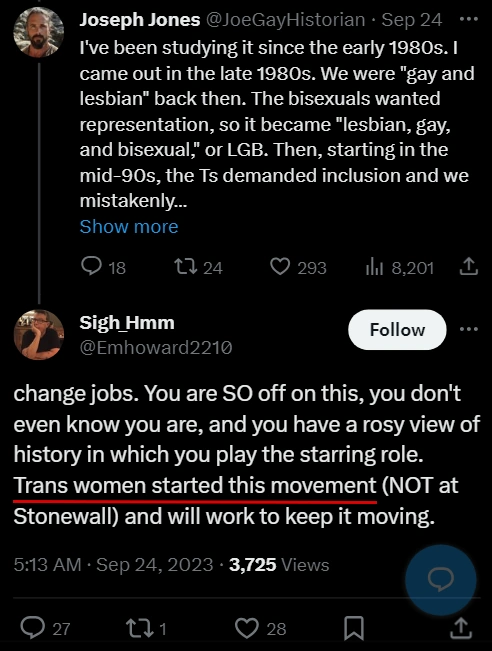 Joseph Jones @JoeGayHistorian · Sep 24 ···
I've been studying it since the early 1980s. I
came out in the late 1980s. We were "gay and
lesbian" back then. The bisexuals wanted
representation, so it became "lesbian, gay,
and bisexual," or LGB. Then, starting in the
mid-90s, the Ts demanded inclusion and we
mistakenly...
Show more
18 24 293 8,201
Sigh_Hmm
@Emhoward2210
Follow ···
change jobs. You are SO off on this, you don't
even know you are, and you have a rosy view of
history in which you play the starring role.
Trans women started this movement (NOT at
Stonewall) and will work to keep it moving.
5:13 AM · Sep 24, 2023 · 3,725 Views
27 1 28